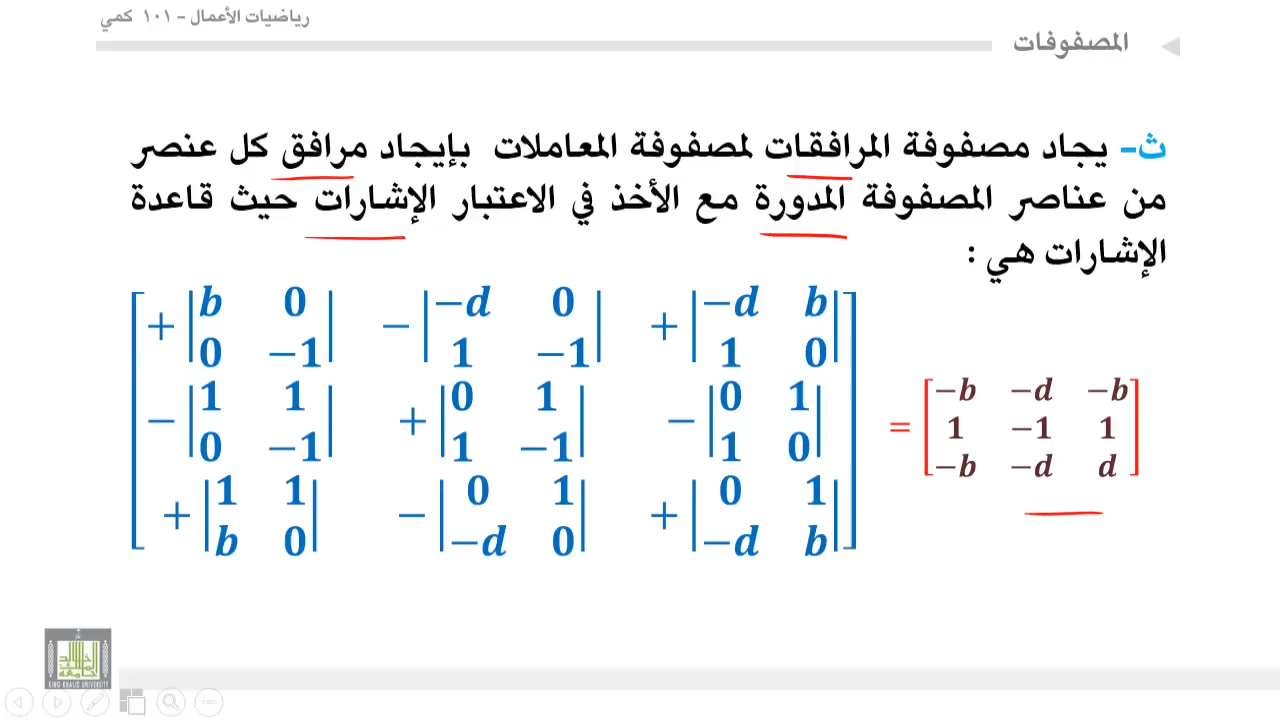 رياضيات الأعمال - ١٠١ كمي
المصفوفات
ث- يجاد مصفوفة المرافقات لمصفوفة المعاملات بإيجاد مرافق كل عنصر
من عناصر المصفوفة المدورة مع الأخذ في الاعتبار الإشارات حيث قاعدة
الإشارات هي :
+ |b 0| - |-d 0| + |-d b|
|0 -1| |1 -1| |1 0|
- |1 1| + |0 1| - |0 1|
|0 -1| |1 -1| |1 0|
+ |1 1| - |0 1| + |0 1|
|b 0| |-d 0| |-d b|
= [-b -d -b
1 -1 1
-b -d d]
KING KHALID UNIVERSITY